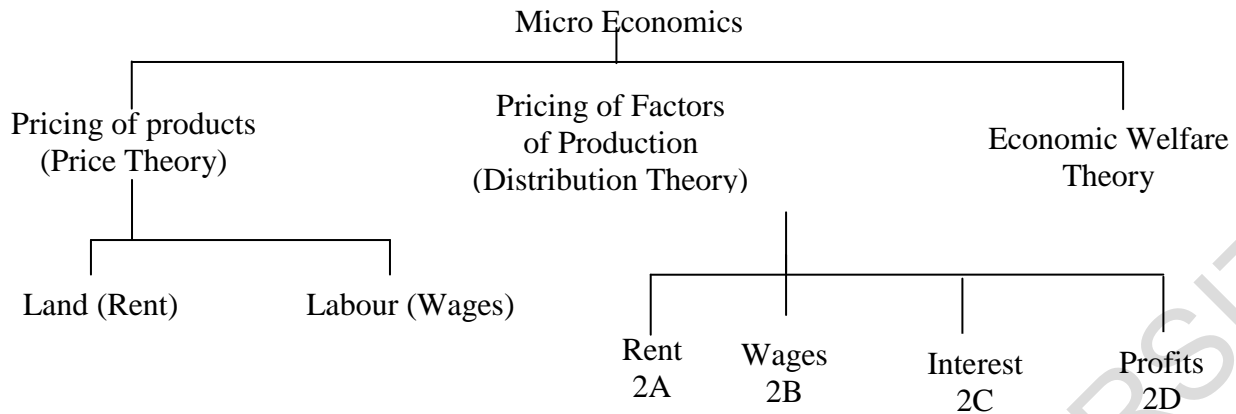 Micro Economics
Pricing of products
(Price Theory)
Pricing of Factors
of Production
(Distribution Theory)
Economic Welfare
Theory
Land (Rent)
Labour (Wages)
Rent
2A
Wages
2B
Interest
2C
Profits
2D
RSIT